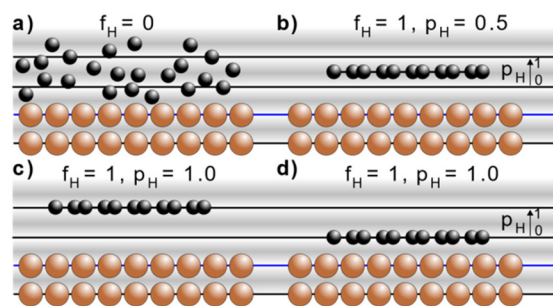 a) f_H = 0
b) f_H = 1, p_H = 0.5
p_H 1
0
c) f_H = 1, p_H = 1.0
d) f_H = 1, p_H = 1.0
p_H 1
0